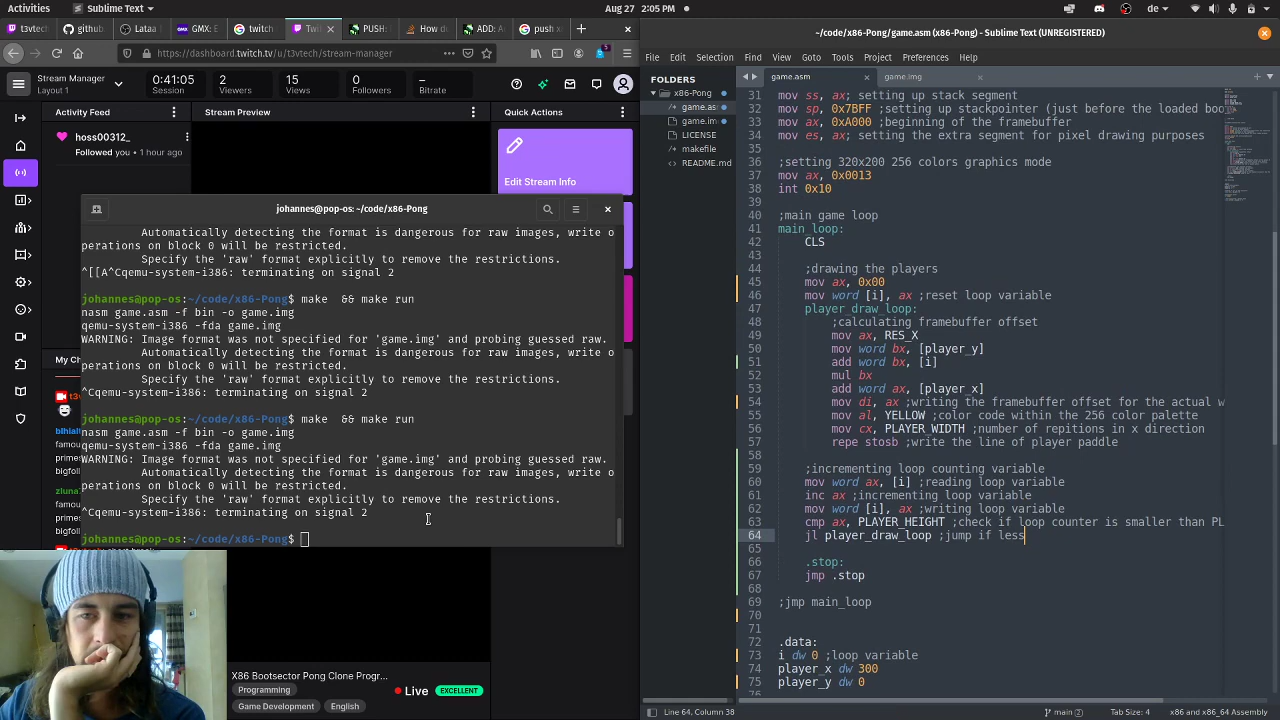 Activities
Sublime Text ▾
Aug 27 2:05 PM
de
t3vtech
github.
Lataa l
GMX: E
twitch
Twi
PUSH:
How du
ADD: A
push x
https://dashboard.twitch.tv/u/t3vtech/stream-manager
Stream Manager
Layout 1
0:41:05
Session
2
Viewers
15
Views
0
Followers
–
Bitrate
Activity Feed
Stream Preview
Quick Actions
hoss00312_
Followed you • 1 hour ago
Edit Stream Info
johannes@pop-os: ~/code/x86-Pong
Automatically detecting the format is dangerous for raw images, write o
perations on block 0 will be restricted.
Specify the 'raw' format explicitly to remove the restrictions.
^[[A^Cqemu-system-i386: terminating on signal 2
johannes@pop-os:~/code/x86-Pong$ make  && make run
nasm game.asm -f bin -o game.img
qemu-system-i386 -fda game.img
WARNING: Image format was not specified for 'game.img' and probing guessed raw.
Automatically detecting the format is dangerous for raw images, write o
perations on block 0 will be restricted.
Specify the 'raw' format explicitly to remove the restrictions.
^Cqemu-system-i386: terminating on signal 2
johannes@pop-os:~/code/x86-Pong$ make  && make run
nasm game.asm -f bin -o game.img
qemu-system-i386 -fda game.img
WARNING: Image format was not specified for 'game.img' and probing guessed raw.
Automatically detecting the format is dangerous for raw images, write o
perations on block 0 will be restricted.
Specify the 'raw' format explicitly to remove the restrictions.
^Cqemu-system-i386: terminating on signal 2
johannes@pop-os:~/code/x86-Pong$
My Ch
t3v
blhlal
famou
prime
bigfoll
zluna
famou
prime
bigfoll
X86 Bootsector Pong Clone Progr...
Programming
Game Development
English
Live
EXCELLENT
~/code/x86-Pong/game.asm (x86-Pong) - Sublime Text (UNREGISTERED)
File Edit Selection Find View Goto Tools Project Preferences Help
FOLDERS
x86-Pong
game.as
game.im
LICENSE
makefile
README.md
game.asm
game.img
31 mov ss, ax; setting up stack segment
32 mov sp, 0x7BFF ;setting up stackpointer (just before the loaded boo
33 mov ax, 0xA000 ;beginning of the framebuffer
34 mov es, ax; setting the extra segment for pixel drawing purposes
35
36 ;setting 320x200 256 colors graphics mode
37 mov ax, 0x0013
38 int 0x10
39
40 ;main game loop
41 main_loop:
42 CLS
43
44 ;drawing the players
45 mov ax, 0x00
46 mov word [i], ax ;reset loop variable
47 player_draw_loop:
48 ;calculating framebuffer offset
49 mov ax, RES_X
50 mov word bx, [player_y]
51 add word bx, [i]
52 mul bx
53 add word ax, [player_x]
54 mov di, ax ;writing the framebuffer offset for the actual w
55 mov al, YELLOW ;color code within the 256 color palette
56 mov cx, PLAYER_WIDTH ;number of repitions in x direction
57 repe stosb ;write the line of player paddle
58
59 ;incrementing loop counting variable
60 mov word ax, [i] ;reading loop variable
61 inc ax ;incrementing loop variable
62 mov word [i], ax ;writing loop variable
63 cmp ax, PLAYER_HEIGHT ;check if loop counter is smaller than PL
64 jl player_draw_loop ;jump if less
65
66 .stop:
67 jmp .stop
68
69 ;jmp main_loop
70
71
72 .data:
73 i dw 0 ;loop variable
74 player_x dw 300
75 player_y dw 0
76
Line 64, Column 38
main (2)
Tab Size: 4
x86 and x86_64 Assembly